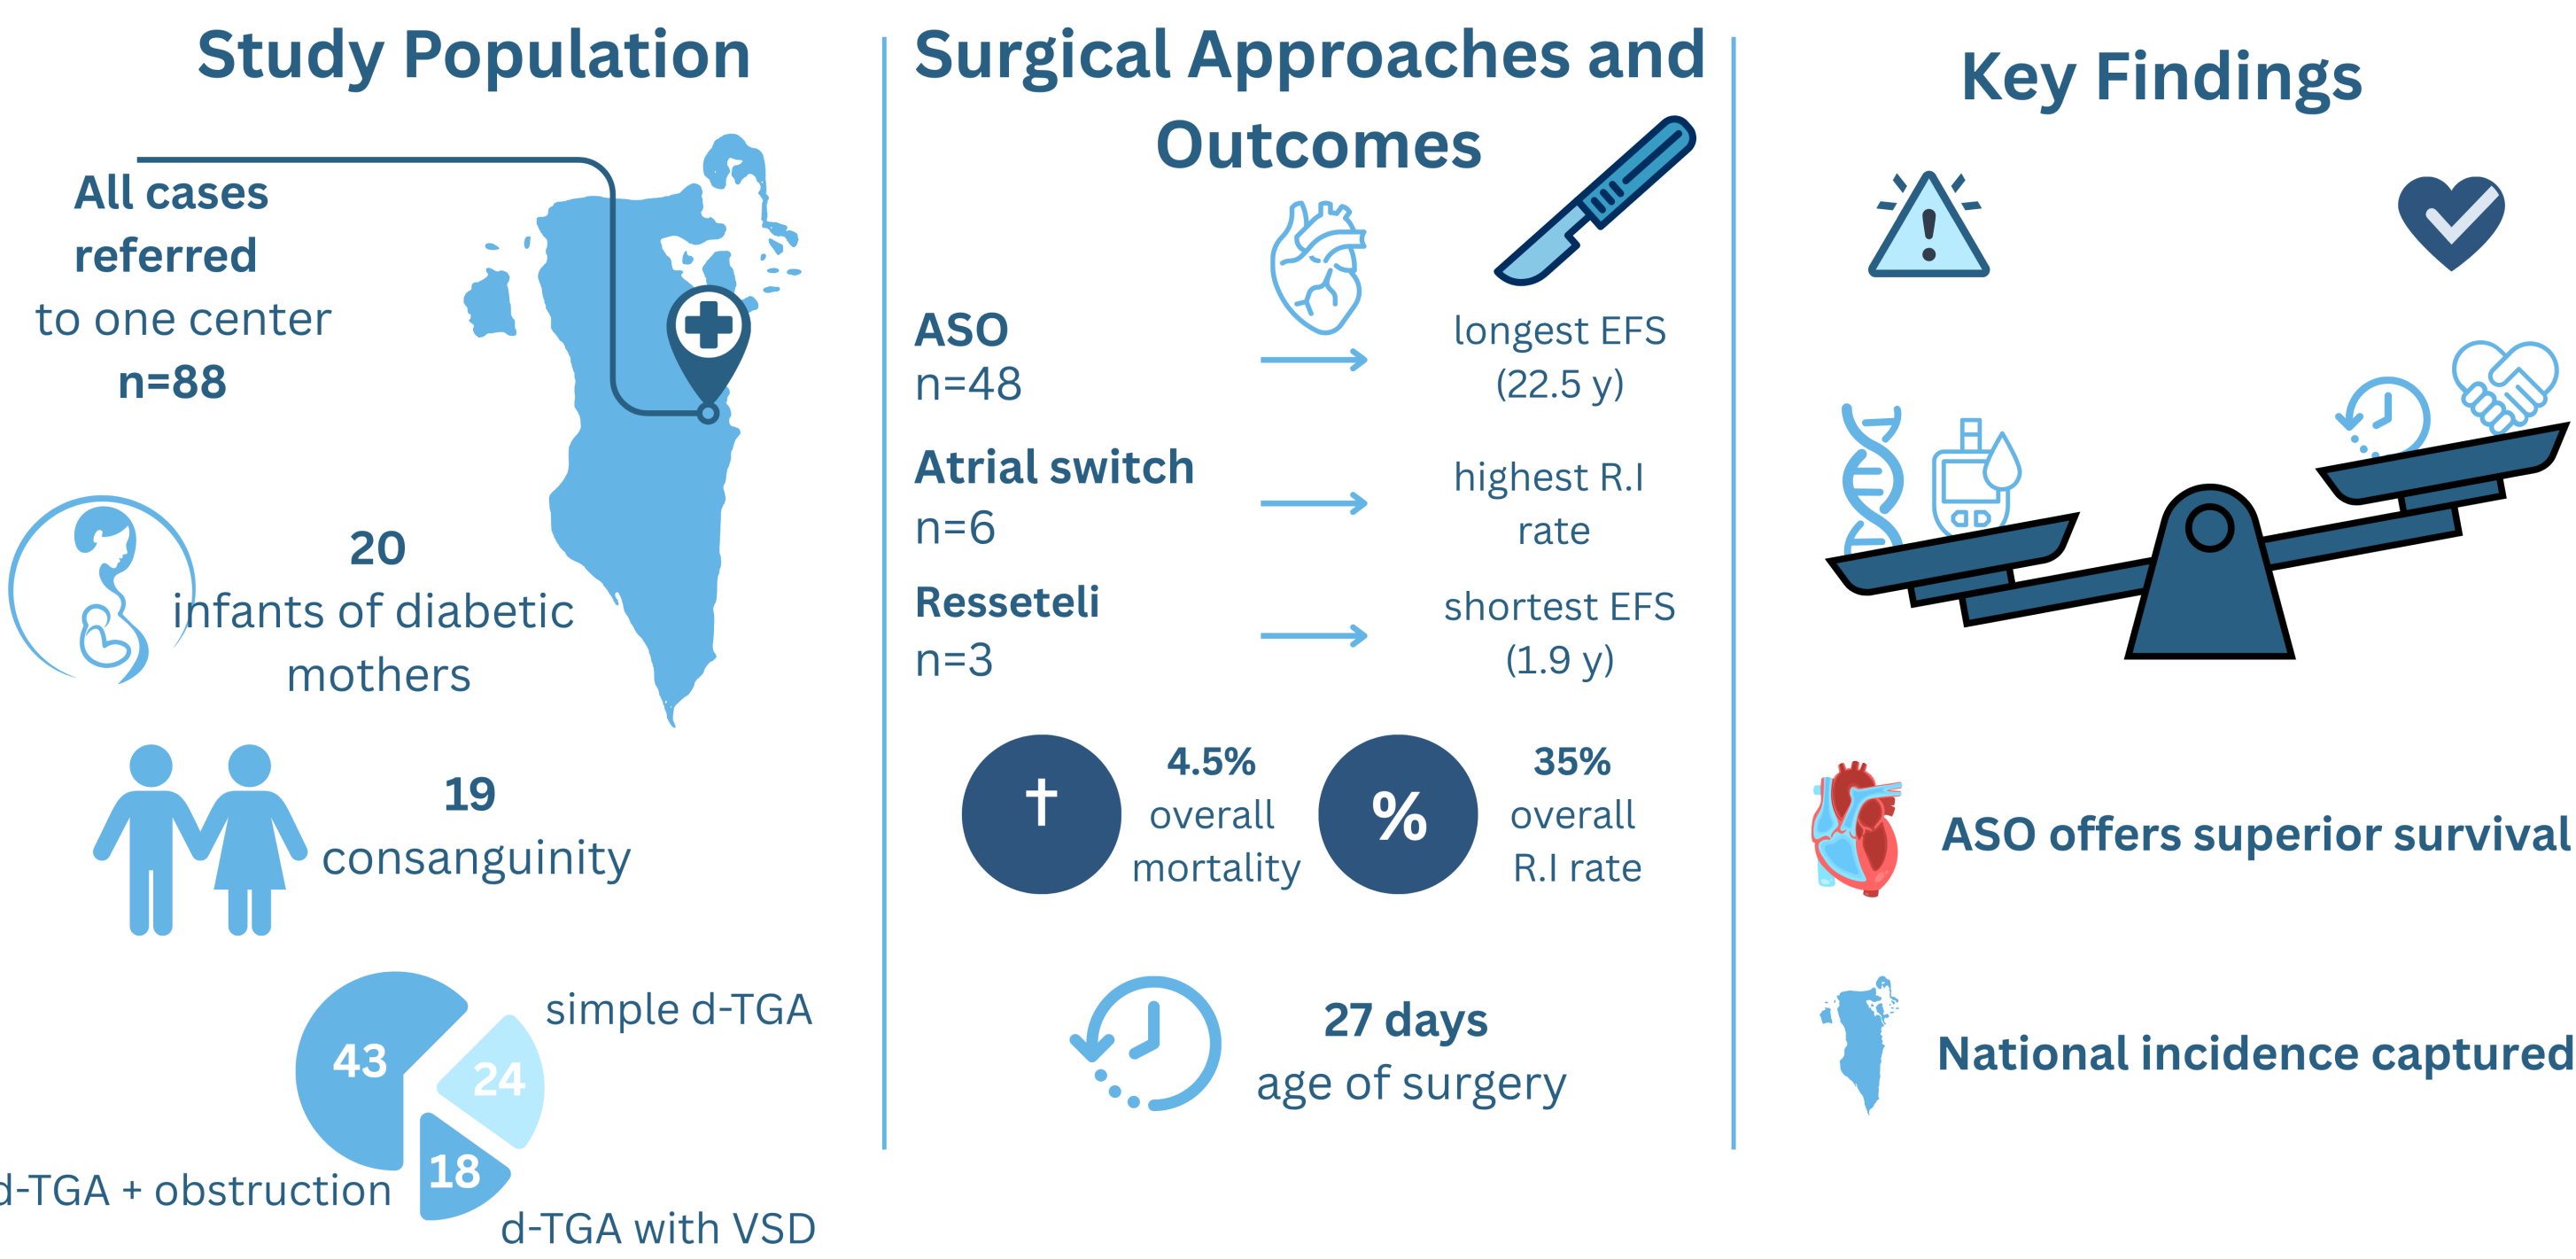 Study Population
All cases
referred
to one center
n=88
20
infants of diabetic
mothers
19
consanguinity
43
24
18
simple d-TGA
d-TGA + obstruction
d-TGA with VSD
Surgical Approaches and
Outcomes
ASO
n=48
longest EFS
(22.5 y)
Atrial switch
n=6
highest R.I
rate
Resseteli
n=3
shortest EFS
(1.9 y)
†
4.5%
overall
mortality
%
35%
overall
R.I rate
27 days
age of surgery
Key Findings
!
ASO offers superior survival
National incidence captured